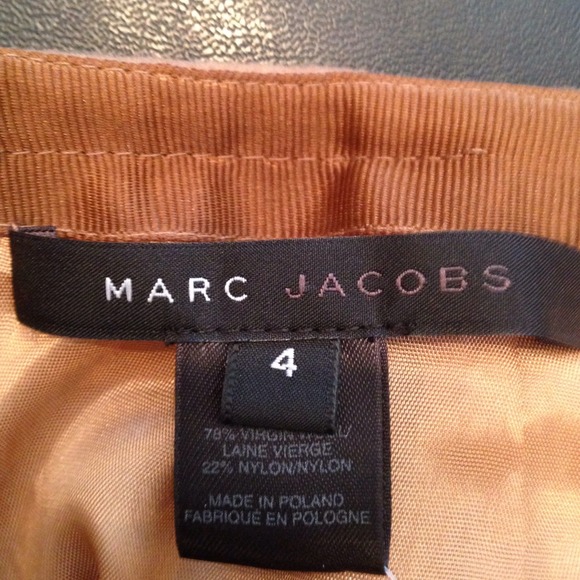 MARC JACOBS
4
78% VIRGIN WOOL/
LAINE VIERGE
22% NYLON/NYLON
MADE IN POLAND
FABRIQUÉ EN POLOGNE